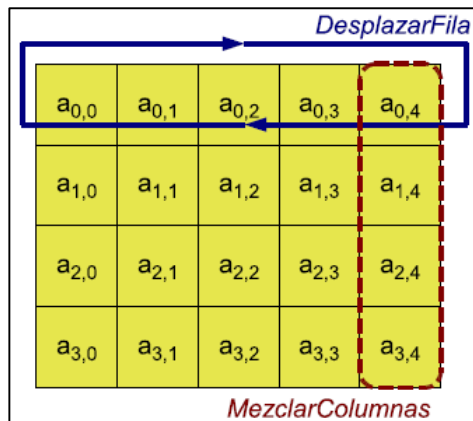 DesplazarFila
a0,0 a0,1 a0,2 a0,3 a0,4
a1,0 a1,1 a1,2 a1,3 a1,4
a2,0 a2,1 a2,2 a2,3 a2,4
a3,0 a3,1 a3,2 a3,3 a3,4
MezclarColumnas